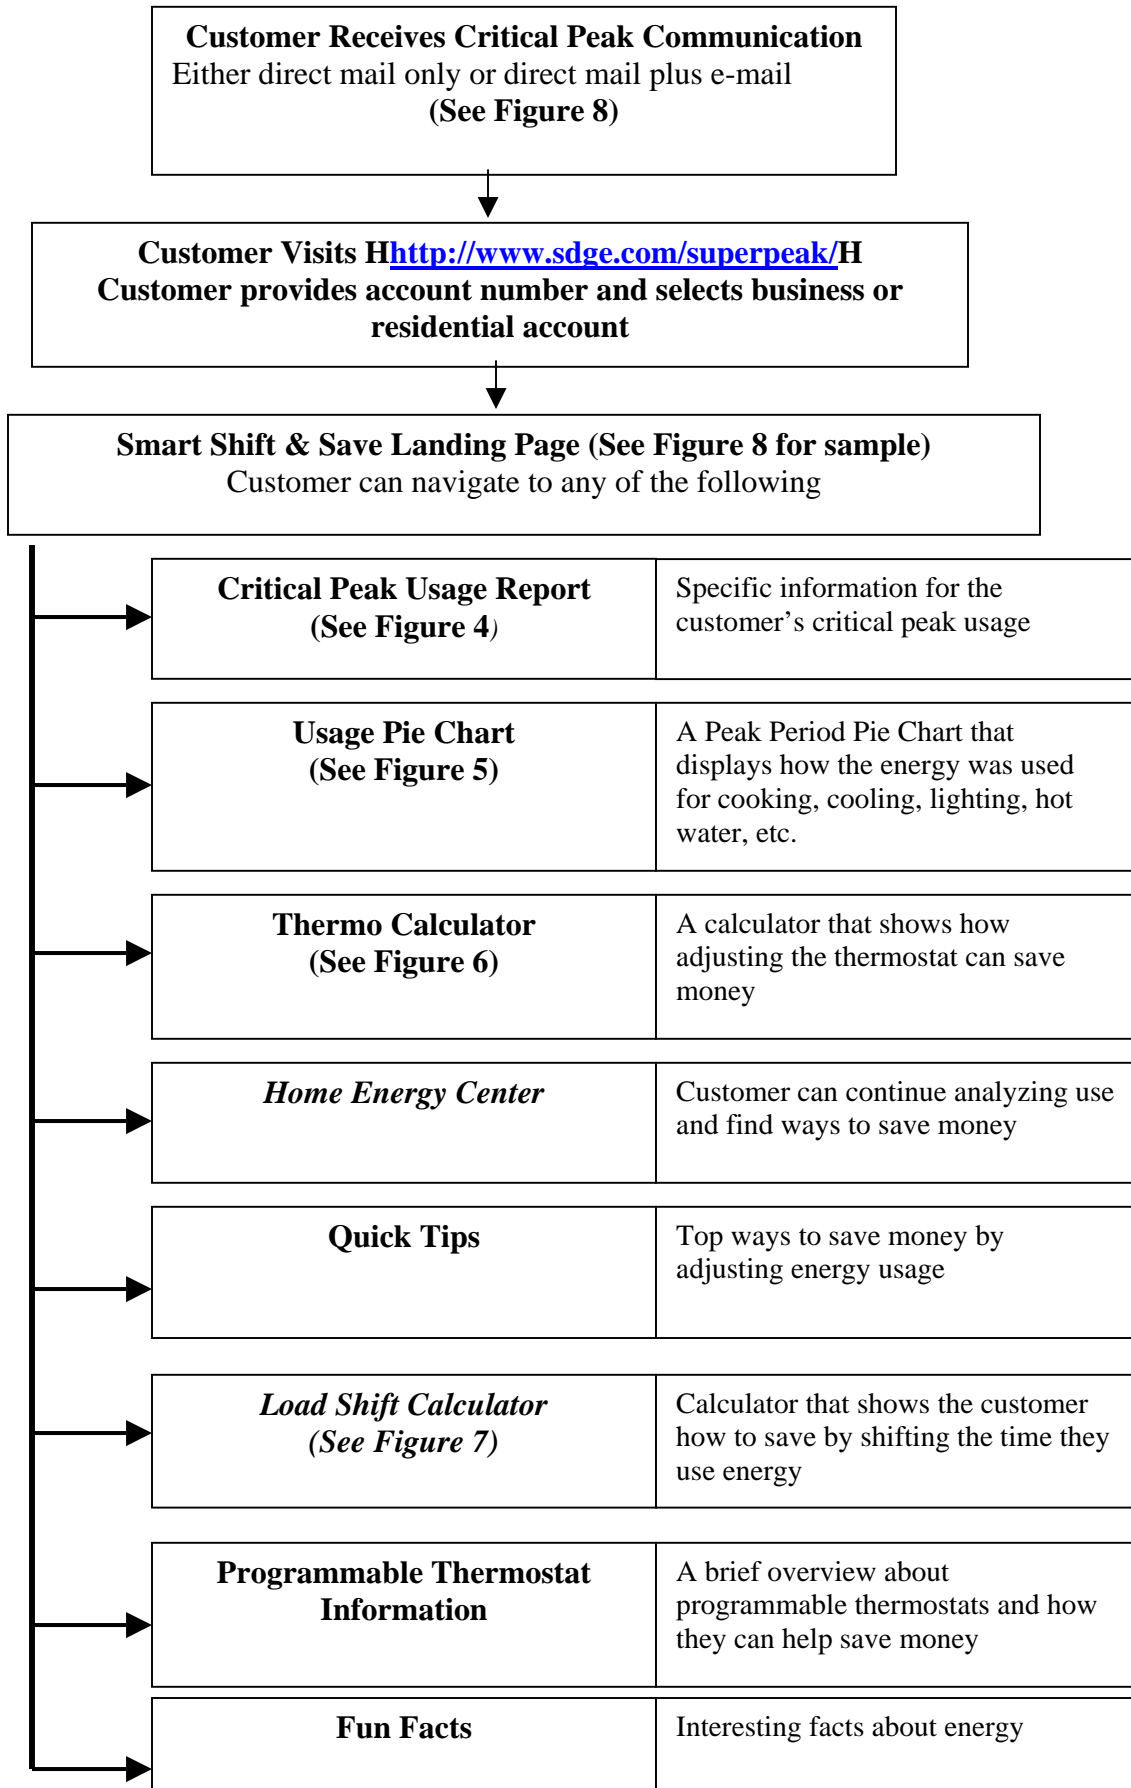 Customer Receives Critical Peak Communication
Either direct mail only or direct mail plus e-mail
(See Figure 8)
Customer Visits Hhttp://www.sdge.com/superpeak/H
Customer provides account number and selects business or
residential account
Smart Shift & Save Landing Page (See Figure 8 for sample)
Customer can navigate to any of the following
Critical Peak Usage Report
(See Figure 4)
Specific information for the
customer’s critical peak usage
Usage Pie Chart
(See Figure 5)
A Peak Period Pie Chart that
displays how the energy was used
for cooking, cooling, lighting, hot
water, etc.
Thermo Calculator
(See Figure 6)
A calculator that shows how
adjusting the thermostat can save
money
Home Energy Center
Customer can continue analyzing use
and find ways to save money
Quick Tips
Top ways to save money by
adjusting energy usage
Load Shift Calculator
(See Figure 7)
Calculator that shows the customer
how to save by shifting the time they
use energy
Programmable Thermostat
Information
A brief overview about
programmable thermostats and how
they can help save money
Fun Facts
Interesting facts about energy